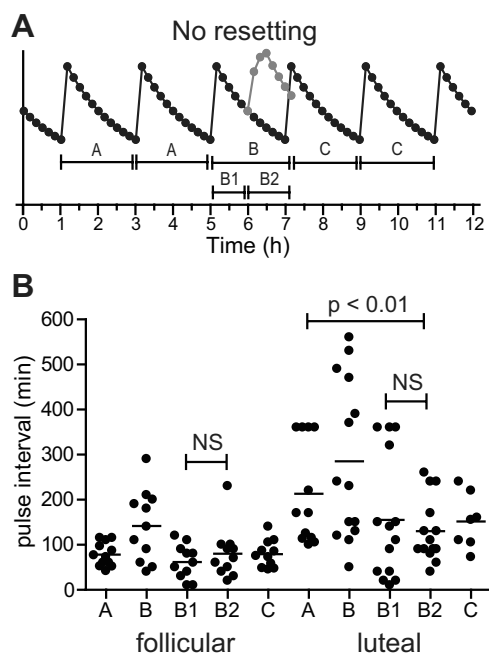 A
No resetting
A A B C C
B1 B2
0 1 2 3 4 5 6 7 8 9 10 11 12
Time (h)
B
pulse interval (min)
600
500
400
300
200
100
0
p < 0.01
NS
NS
A B B1 B2 C A B B1 B2 C
follicular luteal